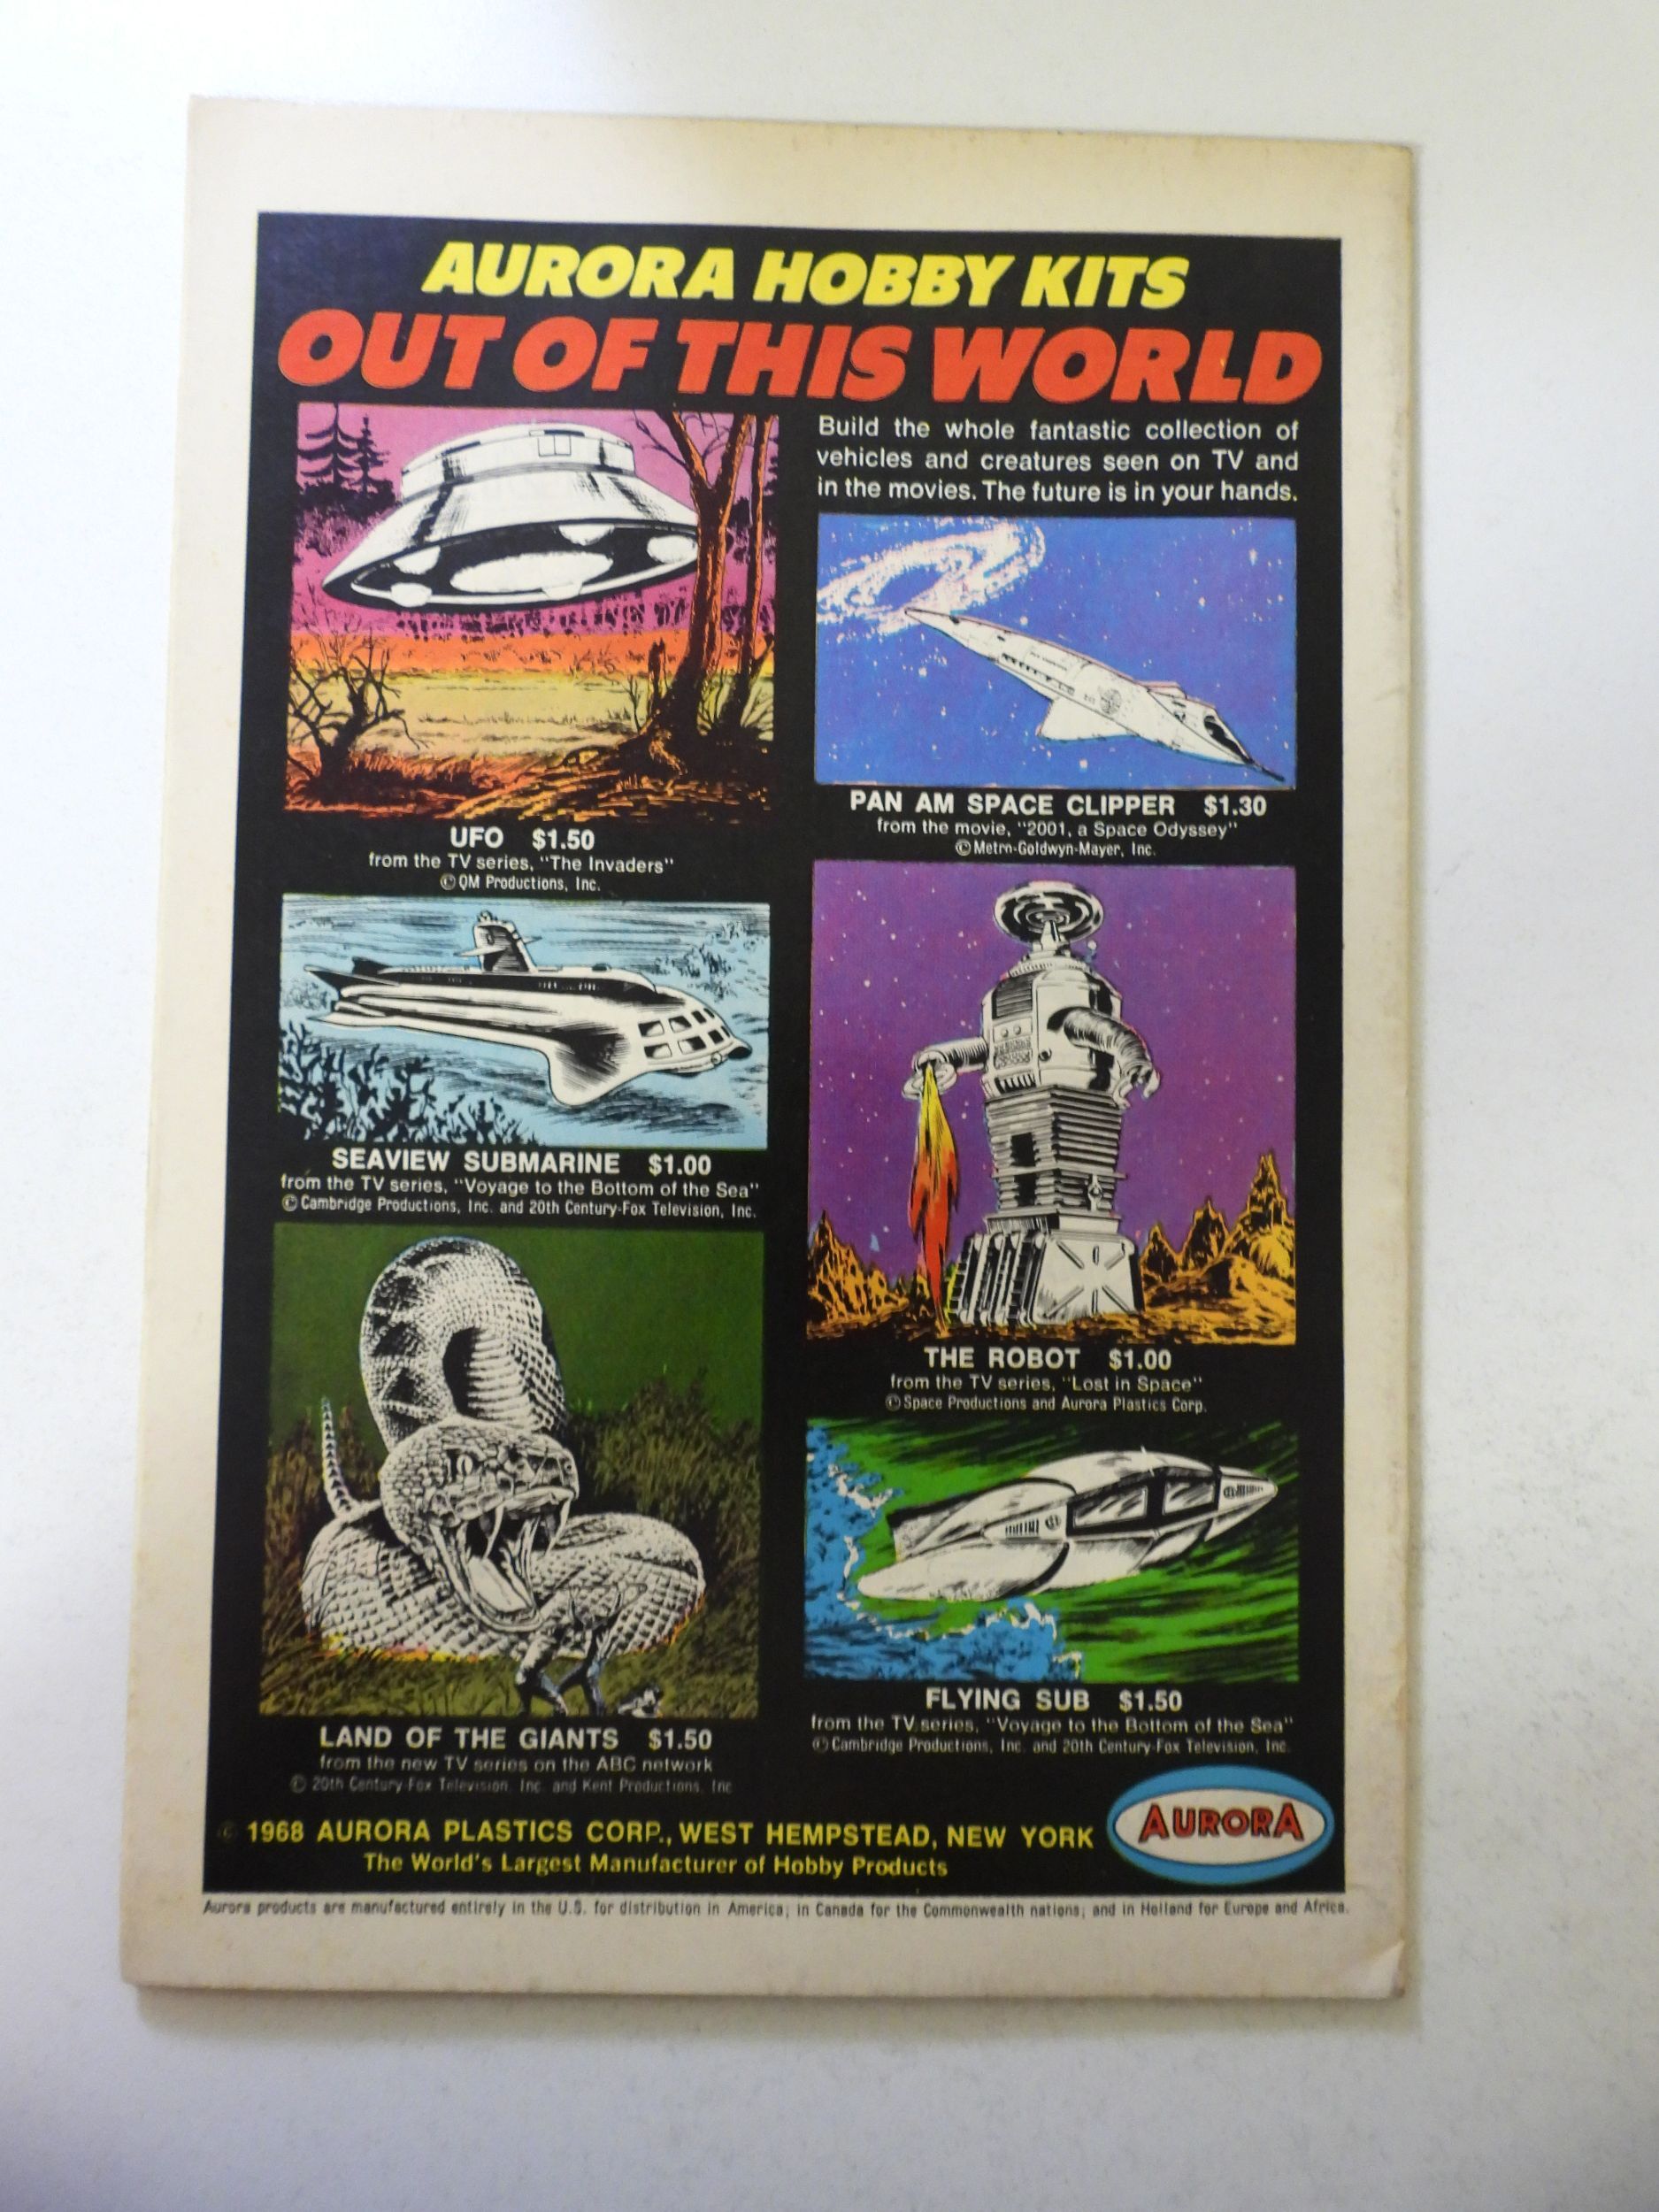 AURORA HOBBY KITS
OUT OF THIS WORLD
Build the whole fantastic collection of
vehicles and creatures seen on TV and
in the movies. The future is in your hands.
UFO $1.50
from the TV series, "The Invaders"
© QM Productions, Inc.
PAN AM SPACE CLIPPER $1.30
from the movie, "2001, a Space Odyssey"
© Metro-Goldwyn-Mayer, Inc.
SEAVIEW SUBMARINE $1.00
from the TV series, "Voyage to the Bottom of the Sea"
© Cambridge Productions, Inc. and 20th Century-Fox Television, Inc.
THE ROBOT $1.00
from the TV series, "Lost in Space"
© Space Productions and Aurora Plastics Corp.
LAND OF THE GIANTS $1.50
from the new TV series on the ABC network
© 20th Century-Fox Television, Inc. and Kent Productions, Inc
FLYING SUB $1.50
from the TV series, "Voyage to the Bottom of the Sea"
© Cambridge Productions, Inc. and 20th Century-Fox Television, Inc.
© 1968 AURORA PLASTICS CORP., WEST HEMPSTEAD, NEW YORK
The World's Largest Manufacturer of Hobby Products
AURORA
Aurora products are manufactured entirely in the U.S. for distribution in America; in Canada for the Commonwealth nations; and in Holland for Europe and Africa.